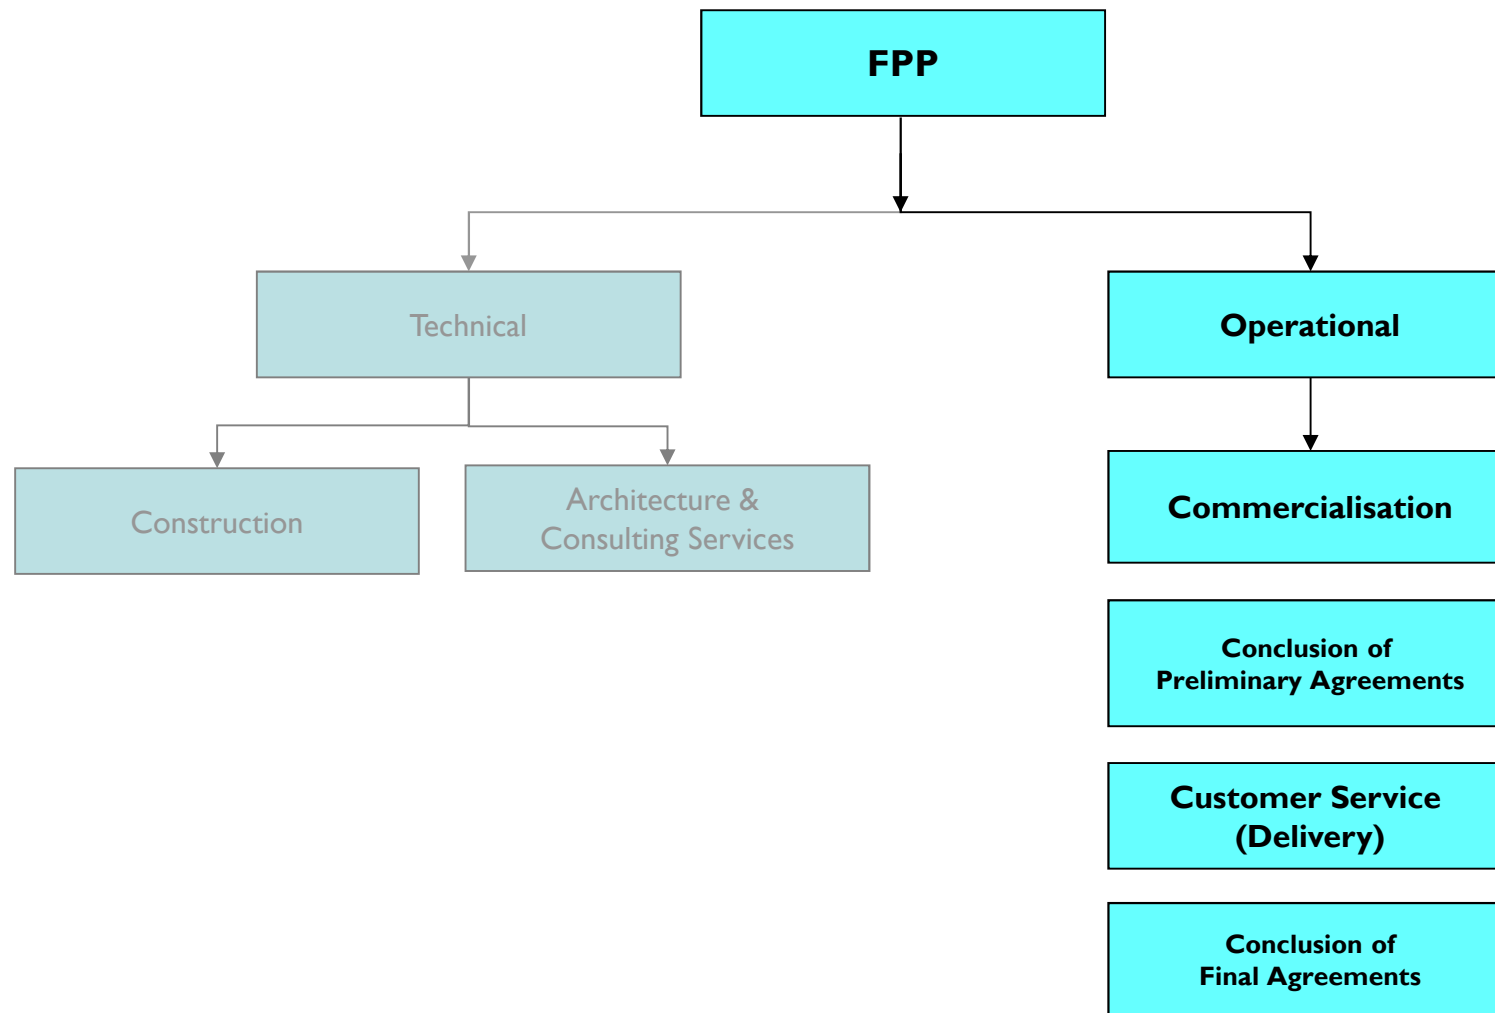 FPP
Technical
Operational
Construction
Architecture &
Consulting Services
Commercialisation
Conclusion of
Preliminary Agreements
Customer Service
(Delivery)
Conclusion of
Final Agreements